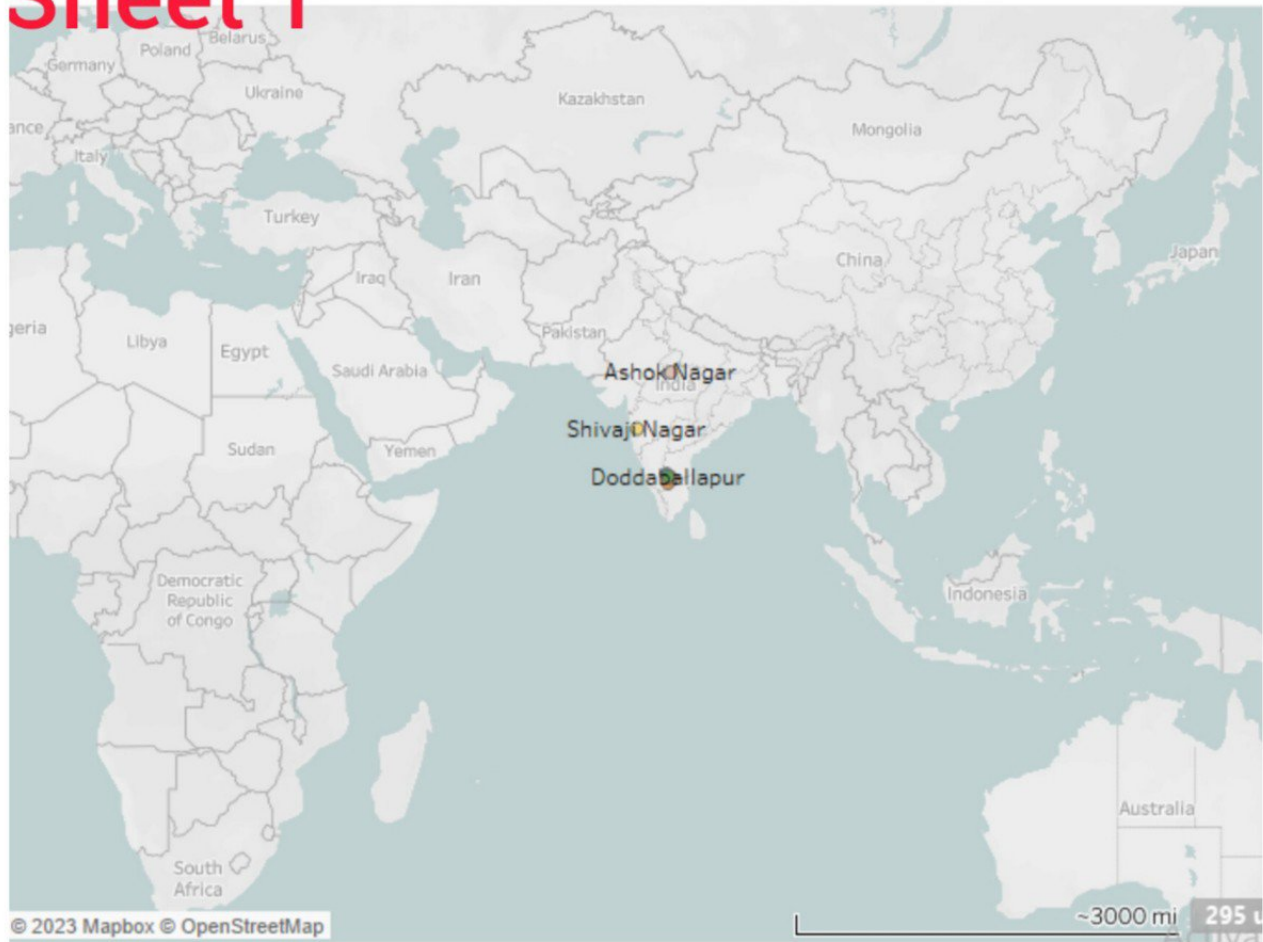 Sheet 1
Belarus
Poland
Germany
Ukraine
Kazakhstan
ance
Mongolia
Italy
Turkey
Japan
China
Iraq
Iran
geria
Libya
Egypt
Pakistan
Saudi Arabia
Ashok Nagar
India
Shivaji Nagar
Sudan
Yemen
Doddaballapur
Democratic
Republic
of Congo
Indonesia
Australia
South
Africa
© 2023 Mapbox © OpenStreetMap
~3000 mi
295 u